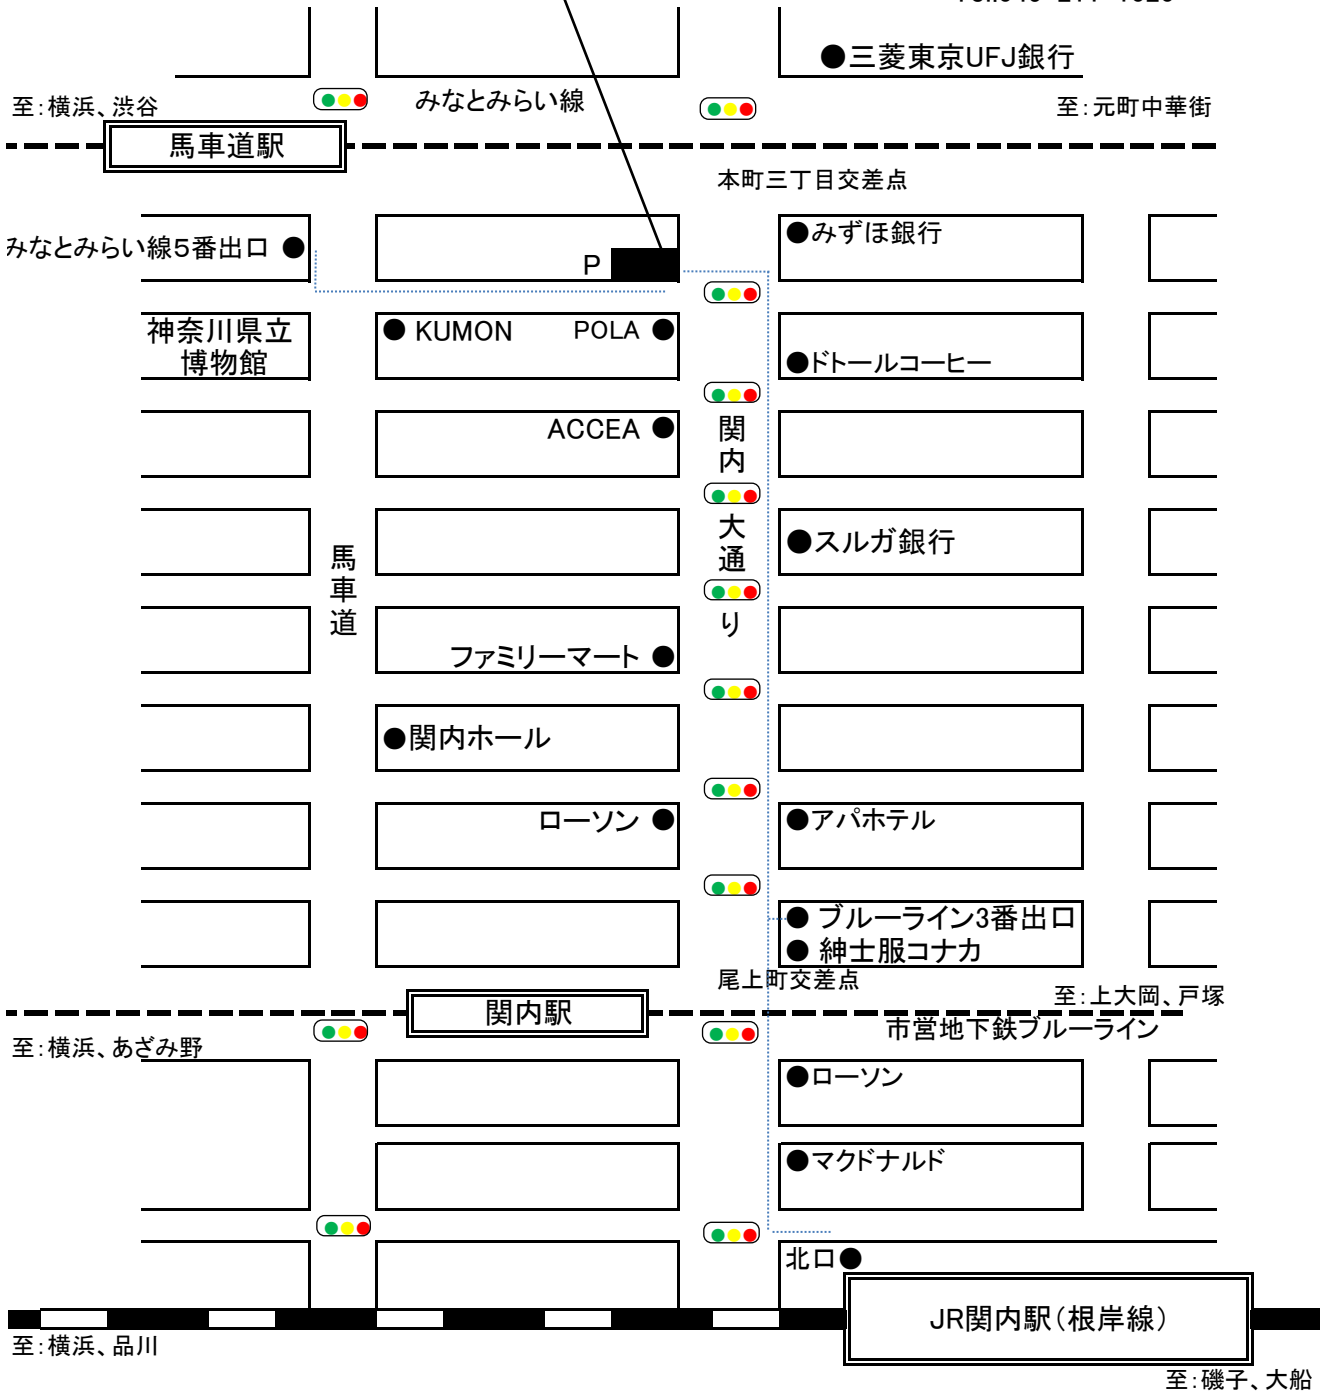 ●三菱東京UFJ銀行
至:横浜、渋谷
みなとみらい線
至:元町中華街
馬車道駅
本町三丁目交差点
みなとみらい線5番出口 ●
P
●みずほ銀行
神奈川県立
博物館
● KUMON
POLA ●
●ドトールコーヒー
ACCEA ●
関内大通り
馬車道
●スルガ銀行
ファミリーマート ●
●関内ホール
ローソン ●
●アパホテル
● ブルーライン3番出口
● 紳士服コナカ
尾上町交差点
至:上大岡、戸塚
関内駅
市営地下鉄ブルーライン
至:横浜、あざみ野
●ローソン
●マクドナルド
北口●
JR関内駅(根岸線)
至:横浜、品川
至:磯子、大船